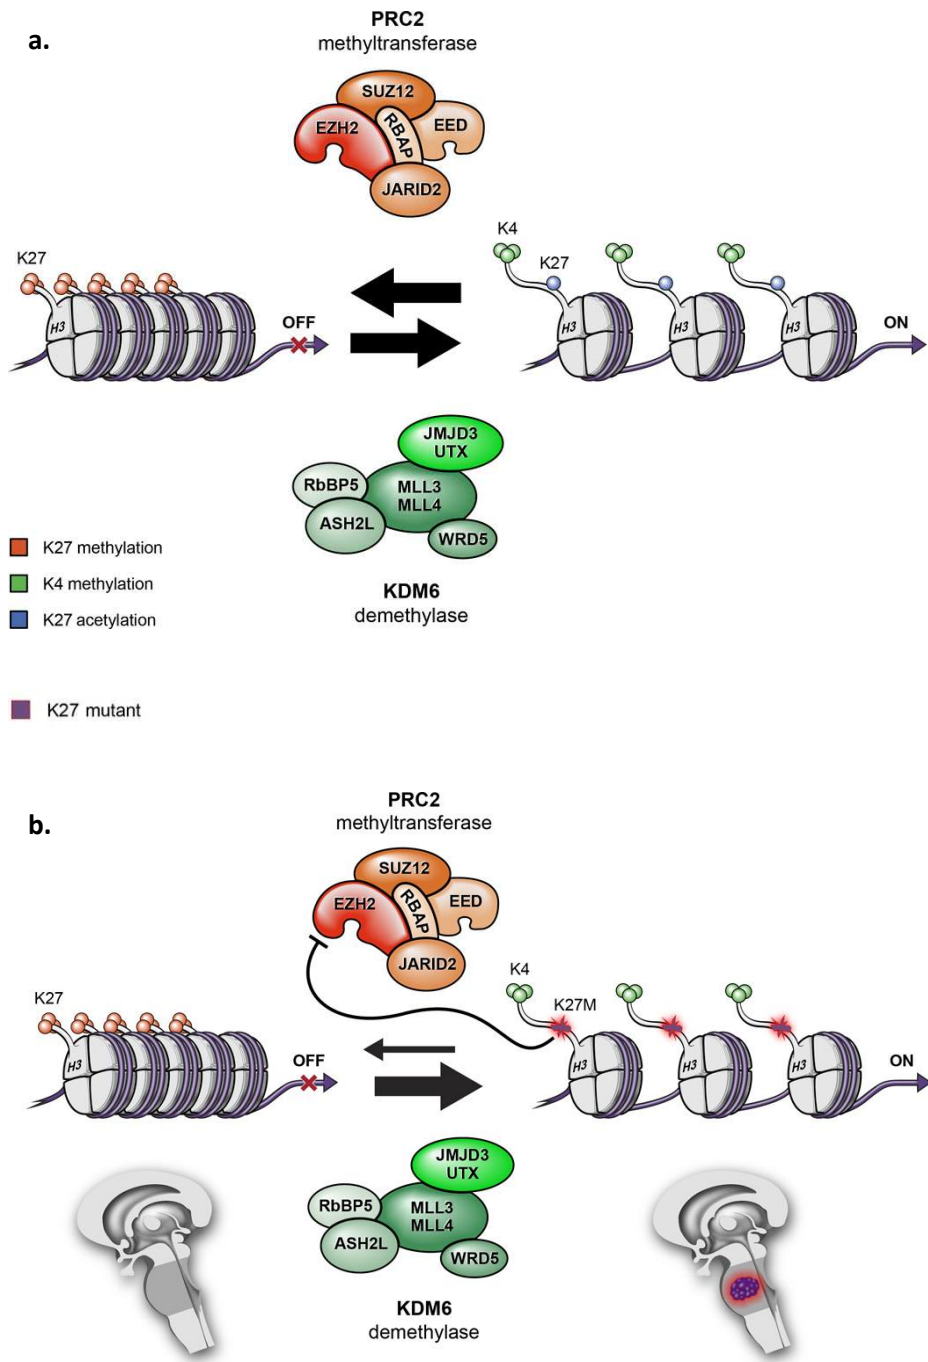 a.
PRC2
methyltransferase
SUZ12
EZH2
RBAP
EED
JARID2
K4
K27
K27
H3
OFF
H3
H3
H3
ON
JMJD3
UTX
RbBP5
MLL3
MLL4
ASH2L
WRD5
K27 methylation
K4 methylation
K27 acetylation
KDM6
demethylase
K27 mutant
b.
PRC2
methyltransferase
SUZ12
EZH2
RBAP
EED
JARID2
K4
K27
K27M
H3
OFF
H3
H3
H3
ON
JMJD3
UTX
RbBP5
MLL3
MLL4
ASH2L
WRD5
KDM6
demethylase